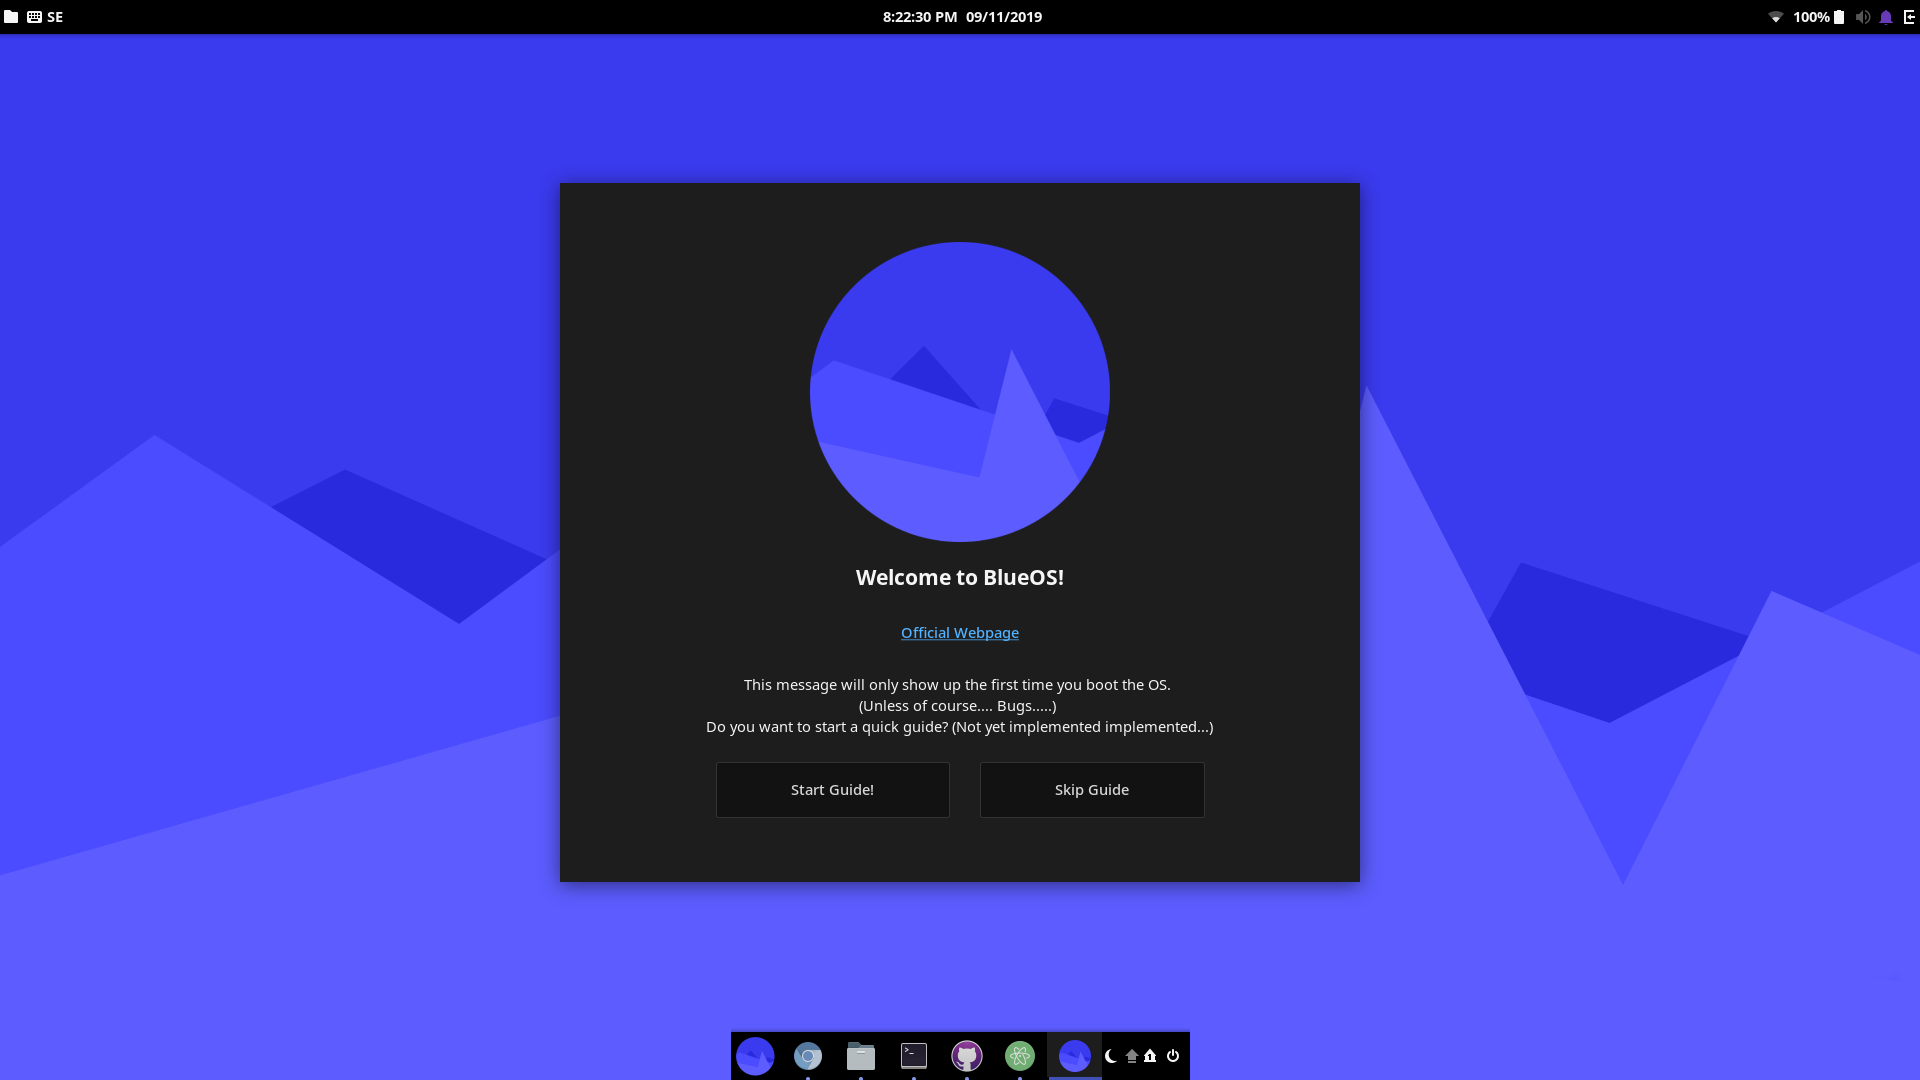 SE
8:22:30 PM 09/11/2019
100%
Welcome to BlueOS!
Official Webpage
This message will only show up the first time you boot the OS.
(Unless of course.... Bugs.....)
Do you want to start a quick guide? (Not yet implemented implemented...)
Start Guide!
Skip Guide